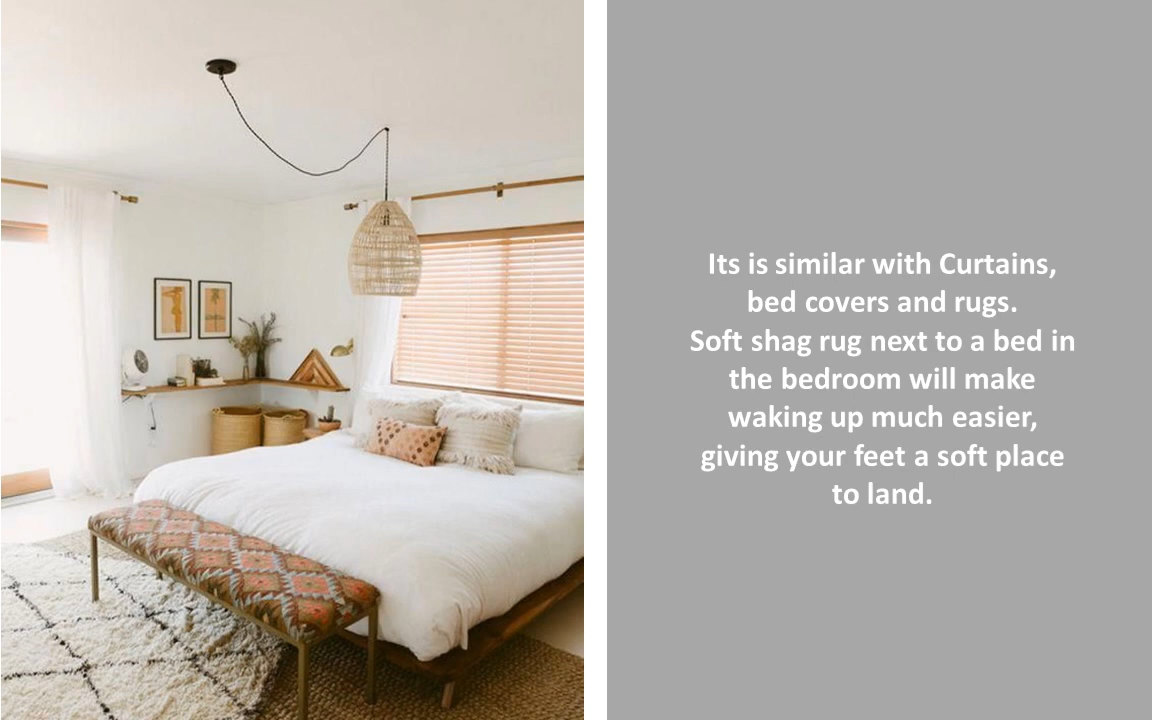 Its is similar with Curtains,
bed covers and rugs.
Soft shag rug next to a bed in
the bedroom will make
waking up much easier,
giving your feet a soft place
to land.